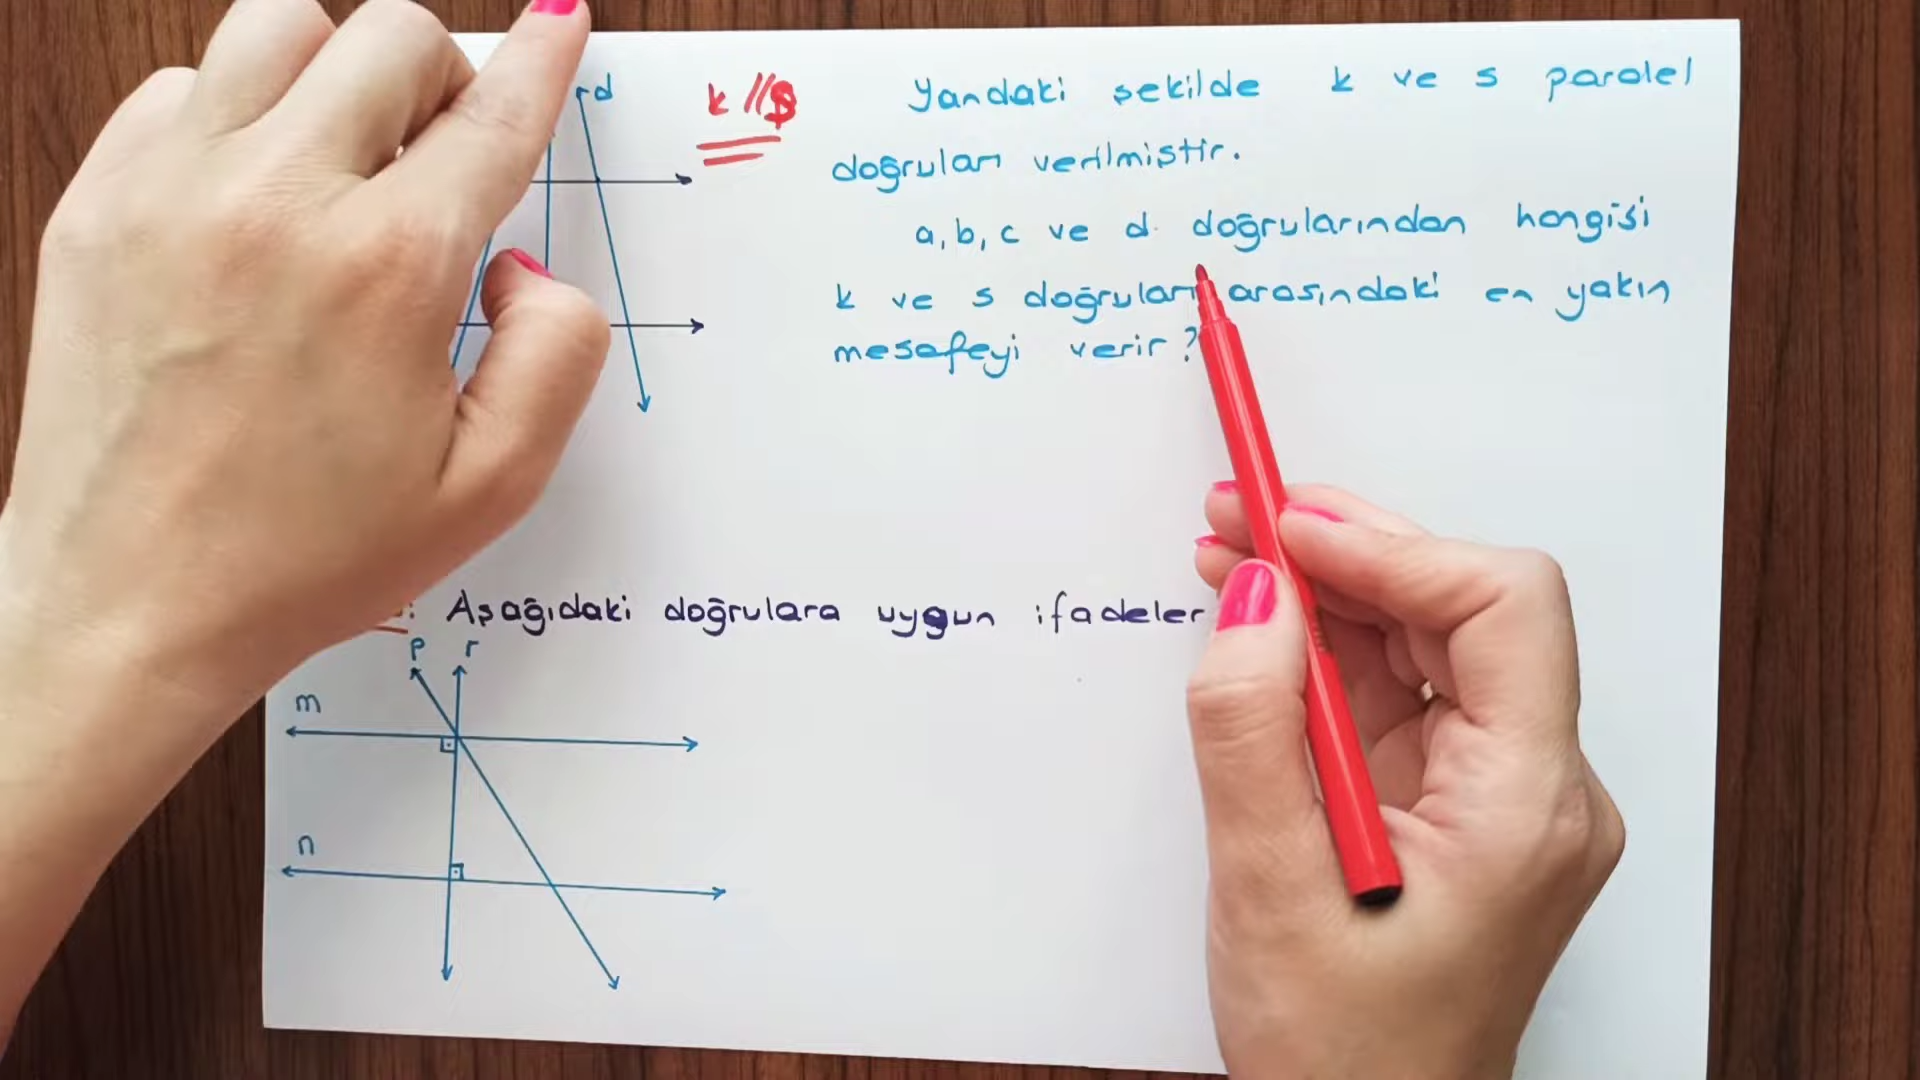 d
k // s
Yandaki şekilde k ve s paralel
doğruları verilmiştir.
a, b, c ve d doğrularından hangisi
k ve s doğruları arasındaki en yakın
mesafeyi verir?
: Aşağıdaki doğrulara uygun ifadeler
p r
m
n